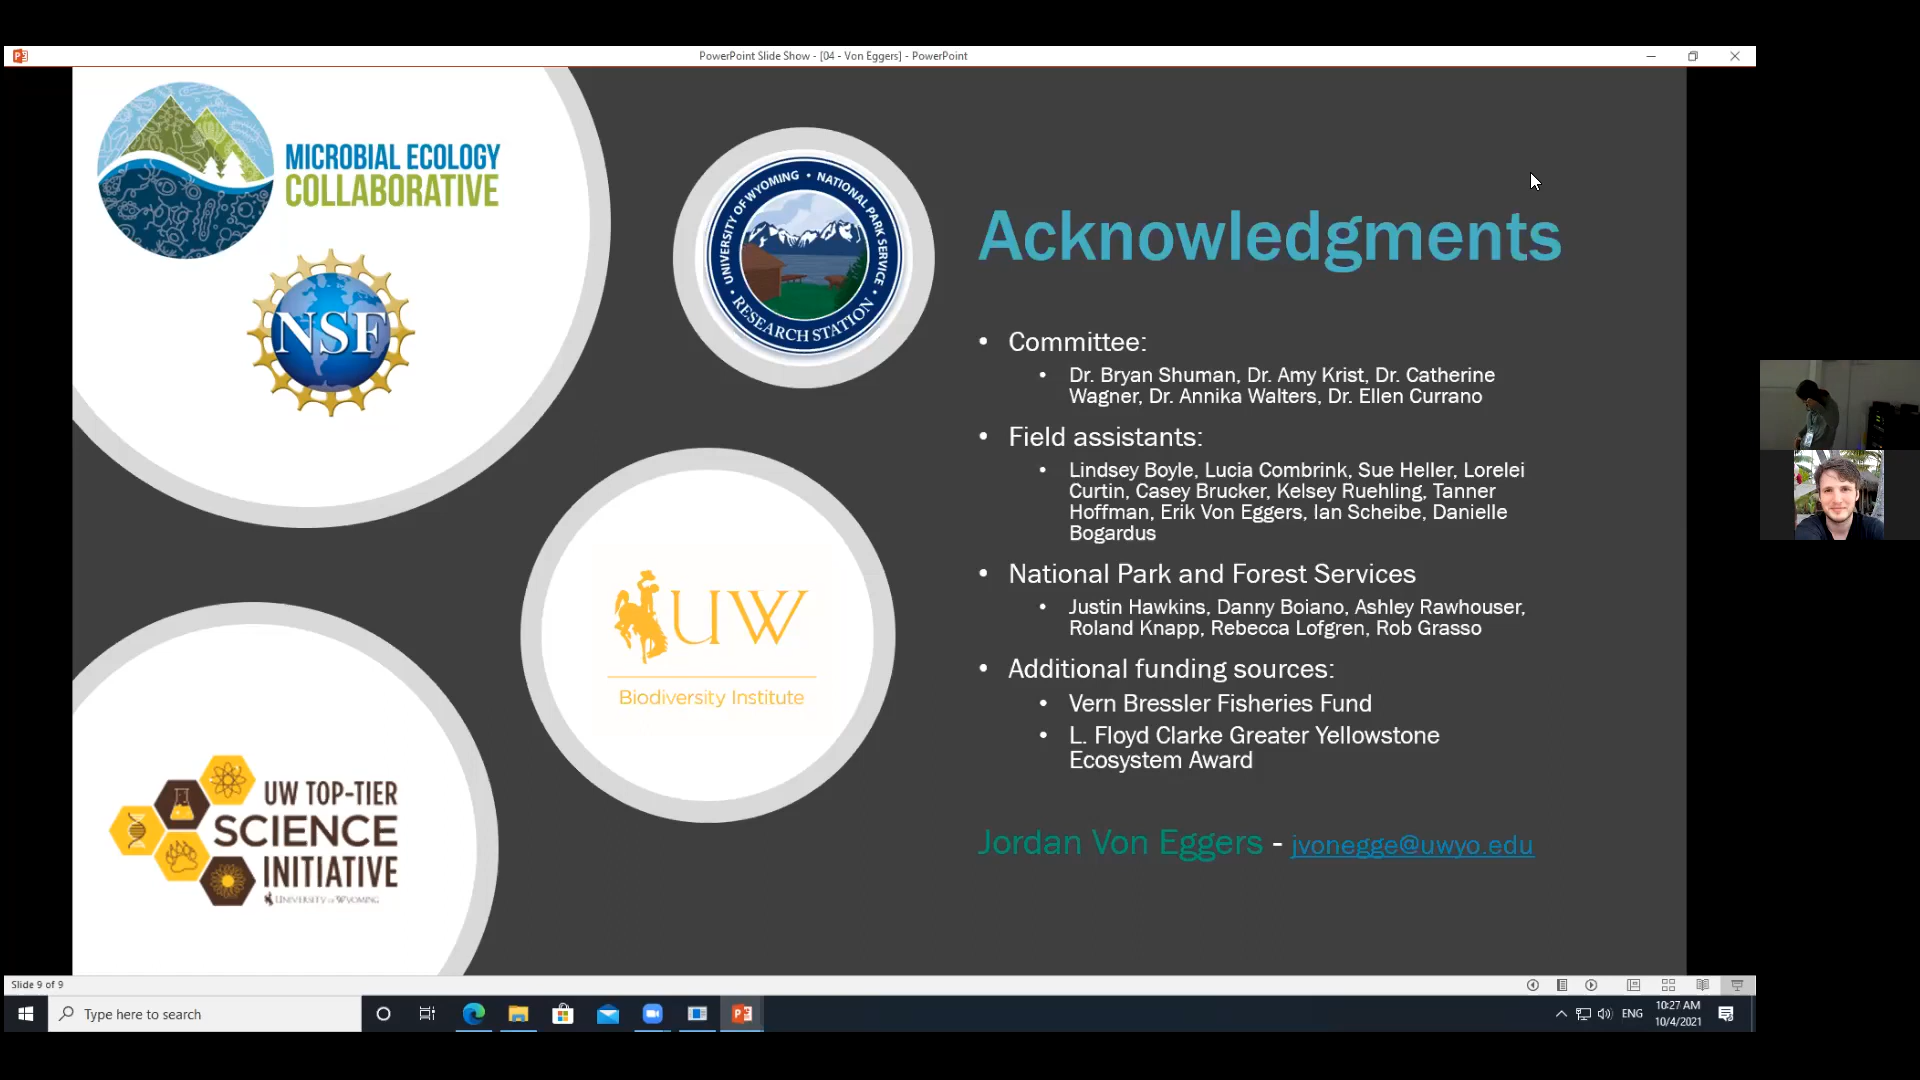 PowerPoint Slide Show - [04 - Von Eggers] - PowerPoint
MICROBIAL ECOLOGY
COLLABORATIVE
NSF
UNIVERSITY OF WYOMING • NATIONAL PARK SERVICE •
RESEARCH STATION
UW
Biodiversity Institute
UW TOP-TIER
SCIENCE
INITIATIVE
UNIVERSITY OF WYOMING
Acknowledgments
• Committee:
• Dr. Bryan Shuman, Dr. Amy Krist, Dr. Catherine
Wagner, Dr. Annika Walters, Dr. Ellen Currano
• Field assistants:
• Lindsey Boyle, Lucia Combrink, Sue Heller, Lorelei
Curtin, Casey Brucker, Kelsey Ruehling, Tanner
Hoffman, Erik Von Eggers, Ian Scheibe, Danielle
Bogardus
• National Park and Forest Services
• Justin Hawkins, Danny Boiano, Ashley Rawhouser,
Roland Knapp, Rebecca Lofgren, Rob Grasso
• Additional funding sources:
• Vern Bressler Fisheries Fund
• L. Floyd Clarke Greater Yellowstone
Ecosystem Award
Jordan Von Eggers - jvonegge@uwyo.edu
Slide 9 of 9
Type here to search
ENG
10:27 AM
10/4/2021